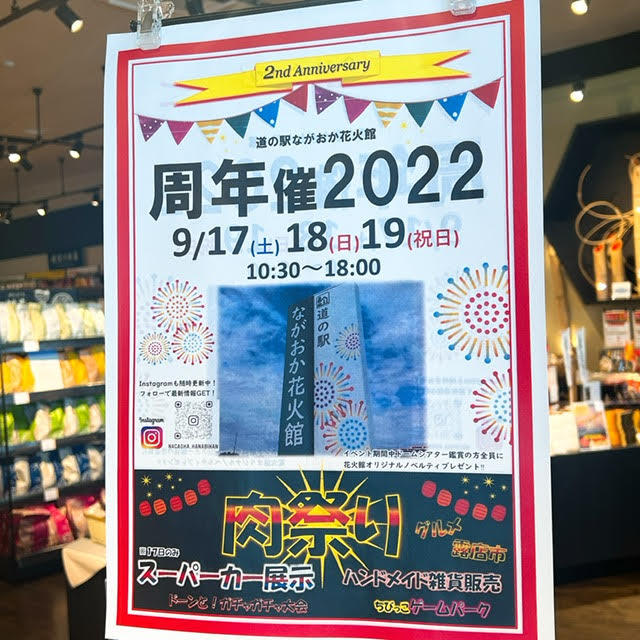 2nd Anniversary
道の駅ながおか花火館
周年催2022
9/17(土)18(日)19(祝日)
10:30～18:00
道の駅
ながおか花火館
Instagramも随時更新中！
フォローで最新情報GET！
Instagram
NAGAOKA HANABIKAN
イベント期間中ドームシアター鑑賞の方全員に
花火館オリジナルノベルティプレゼント!!
肉祭り
グルメ
露店市
※17日のみ
スーパーカー展示
ハンドメイド雑貨販売
ドーンと！ガチャガチャ大会
ちびっこゲームパーク